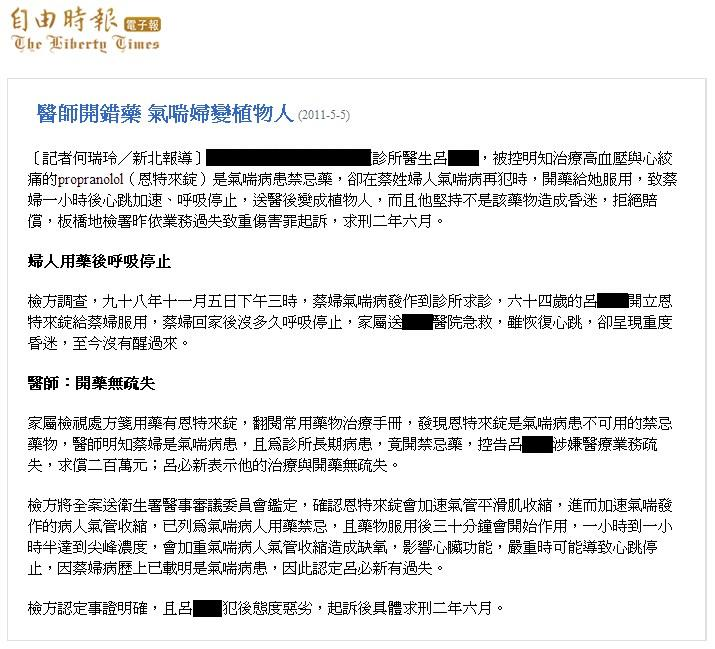 自由時報 電子報
The Liberty Times
醫師開錯藥 氣喘婦變植物人 (2011-5-5)
〔記者何瑞玲／新北報導〕診所醫生呂，被控明知治療高血壓與心絞
痛的propranolol（恩特來錠）是氣喘病患禁忌藥，卻在蔡姓婦人氣喘病再犯時，開藥給她服用，致蔡
婦一小時後心跳加速、呼吸停止，送醫後變成植物人，而且他堅持不是該藥物造成昏迷，拒絕賠
償，板橋地檢署昨依業務過失致重傷害罪起訴，求刑二年六月。
婦人用藥後呼吸停止
檢方調查，九十八年十一月五日下午三時，蔡婦氣喘病發作到診所求診，六十四歲的呂開立恩
特來錠給蔡婦服用，蔡婦回家後沒多久呼吸停止，家屬送醫院急救，雖恢復心跳，卻呈現重度
昏迷，至今沒有醒過來。
醫師：開藥無疏失
家屬檢視處方箋用藥有恩特來錠，翻閱常用藥物治療手冊，發現恩特來錠是氣喘病患不可用的禁忌
藥物，醫師明知蔡婦是氣喘病患，且為診所長期病患，竟開禁忌藥，控告呂涉嫌醫療業務疏
失，求償二百萬元；呂必新表示他的治療與開藥無疏失。
檢方將全案送衛生署醫事審議委員會鑑定，確認恩特來錠會加速氣管平滑肌收縮，進而加速氣喘發
作的病人氣管收縮，已列為氣喘病人用藥禁忌，且藥物服用後三十分鐘會開始作用，一小時到一小
時半達到尖峰濃度，會加重氣喘病人氣管收縮造成缺氧，影響心臟功能，嚴重時可能導致心跳停
止，因蔡婦病歷上已載明是氣喘病患，因此認定呂必新有過失。
檢方認定事證明確，且呂犯後態度惡劣，起訴後具體求刑二年六月。